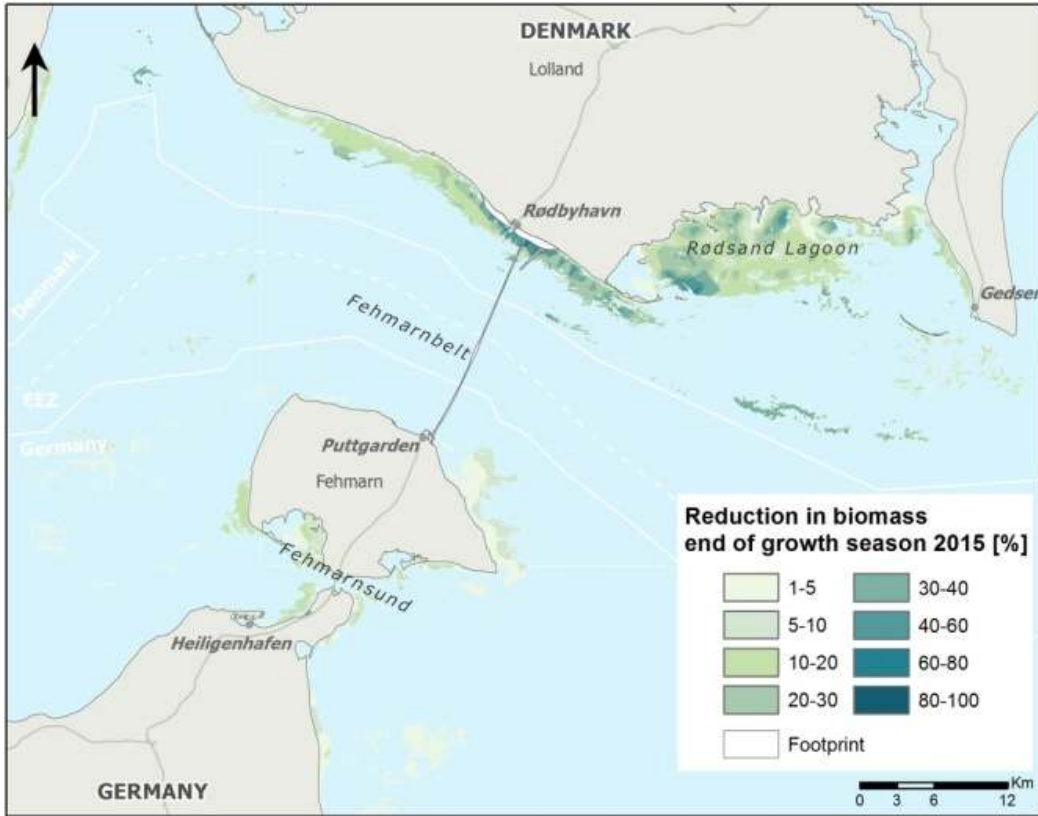 DENMARK
Lolland
Rødbyhavn
Rødsand Lagoon
Gedser
Denmark
Fehmarnbelt
EEZ
Germany
Puttgarden
Fehmarn
Fehmarnsund
Heiligenhafen
GERMANY
Reduction in biomass
end of growth season 2015 [%]
1-5
30-40
5-10
40-60
10-20
60-80
20-30
80-100
Footprint
Km
0 3 6 12